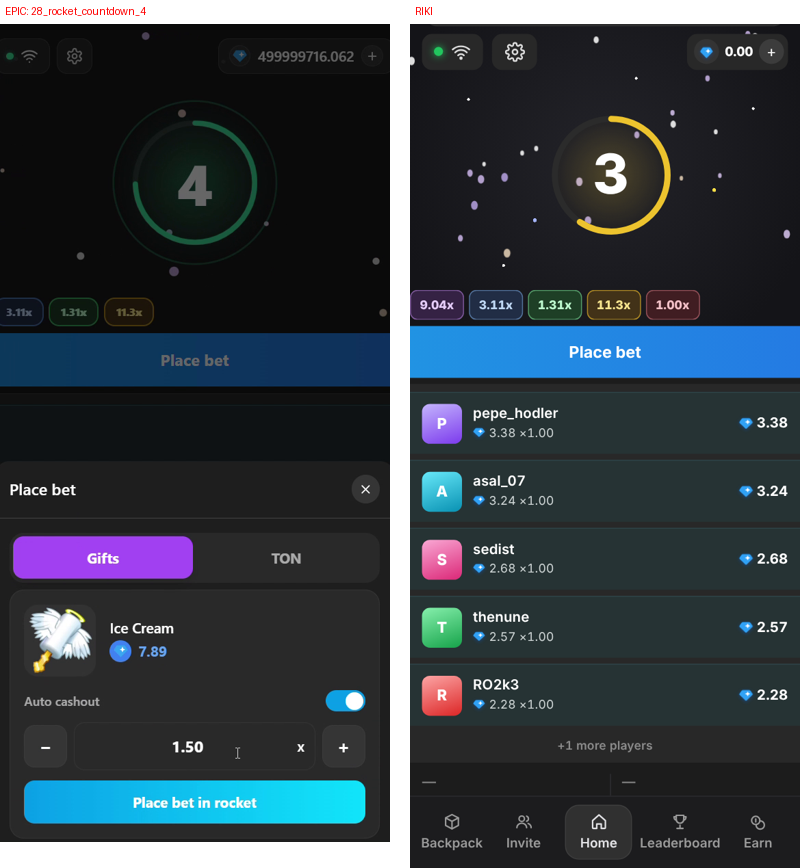 EPIC: 28_rocket_countdown_4
499999716.062 +
4
3.11x 1.31x 11.3x
Place bet
Place bet
Gifts TON
Ice Cream
7.89
Auto cashout
− 1.50 x +
Place bet in rocket
RIKI
0.00 +
3
9.04x 3.11x 1.31x 11.3x 1.00x
Place bet
P pepe_hodler
3.38 ×1.00 3.38
A asal_07
3.24 ×1.00 3.24
S sedist
2.68 ×1.00 2.68
T thenune
2.57 ×1.00 2.57
R RO2k3
2.28 ×1.00 2.28
+1 more players
— —
Backpack Invite Home Leaderboard Earn